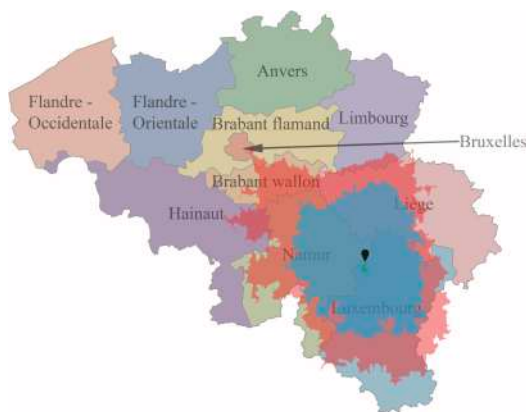 Anvers
Flandre -
Occidentale
Flandre -
Orientale
Brabant flamand
Limbourg
Bruxelles
Brabant wallon
Hainaut
Liège
Namur
Luxembourg